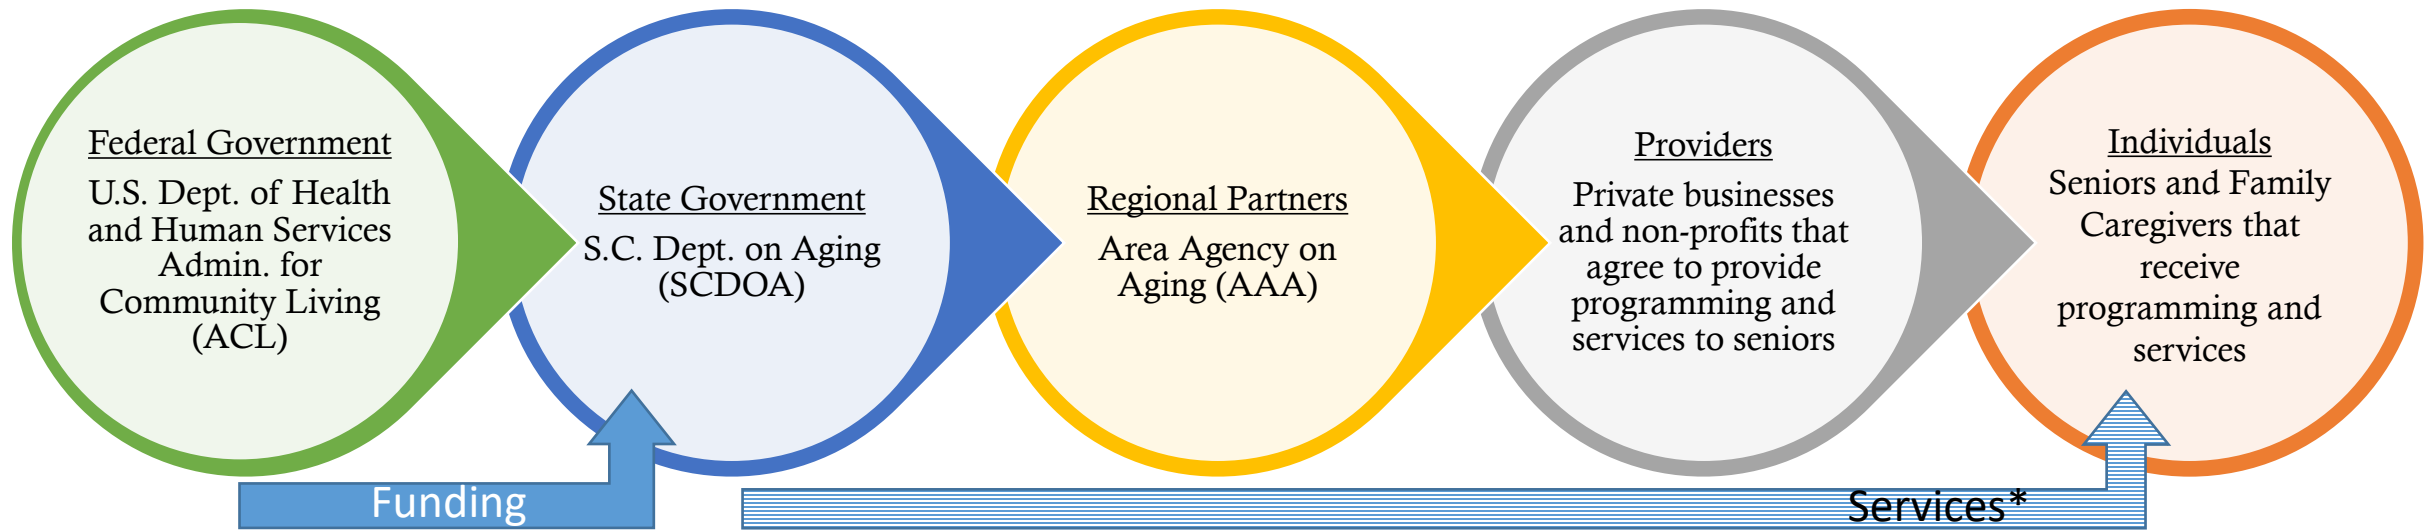 Federal Government
U.S. Dept. of Health
and Human Services
Admin. for
Community Living
(ACL)
State Government
S.C. Dept. on Aging
(SCDOA)
Regional Partners
Area Agency on
Aging (AAA)
Providers
Private businesses
and non-profits that
agree to provide
programming and
services to seniors
Individuals
Seniors and Family
Caregivers that
receive
programming and
services
Funding
Services*